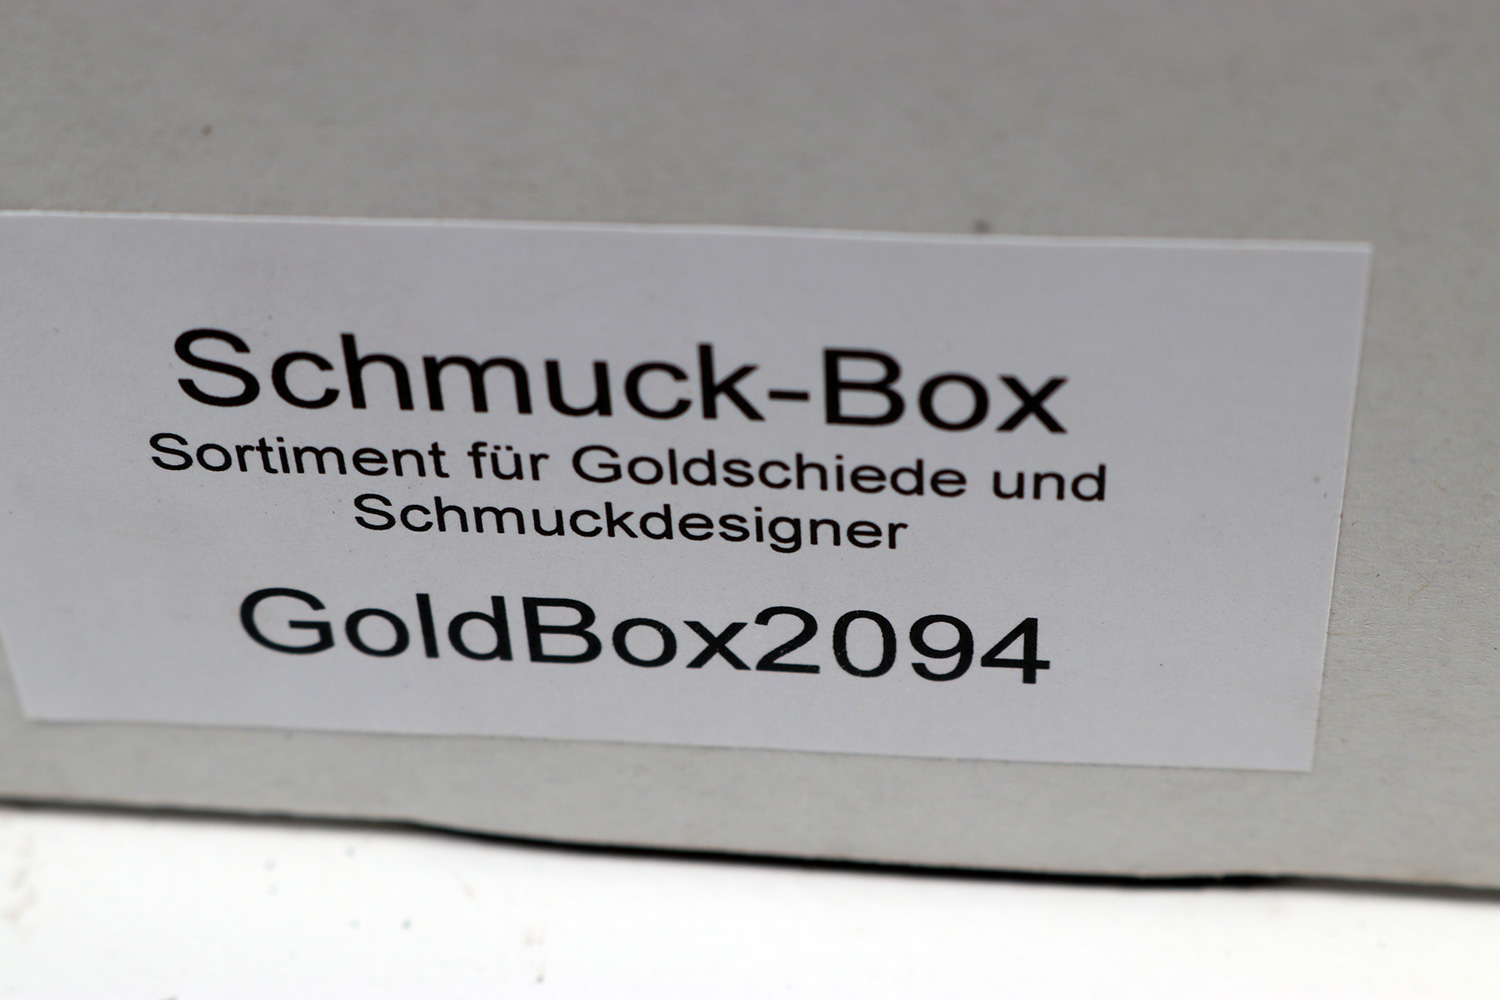 Schmuck-Box
Sortiment für Goldschiede und
Schmuckdesigner
GoldBox2094